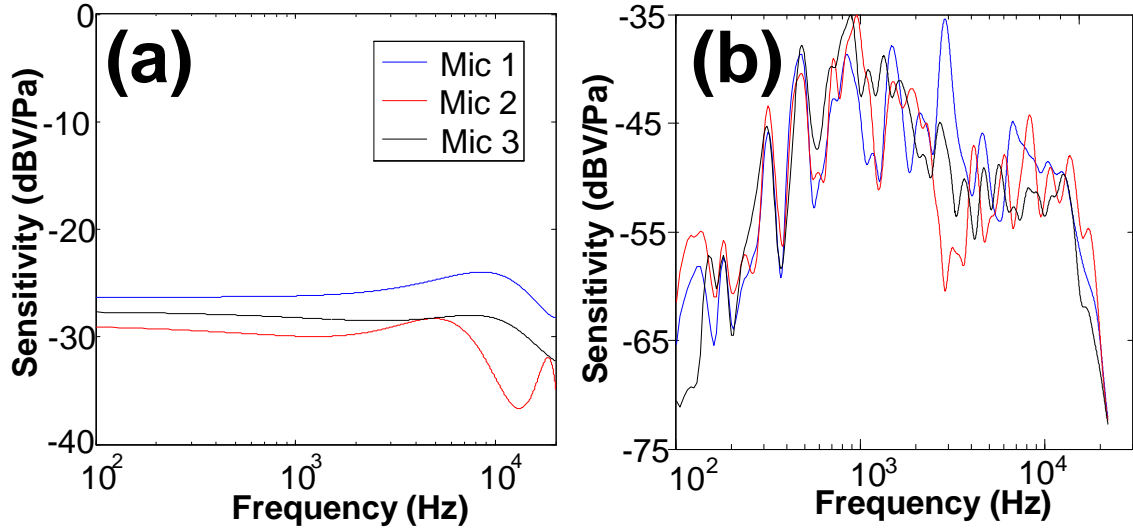 (a)
Mic 1
Mic 2
Mic 3
0
-10
-20
-30
-40
10^2
10^3
10^4
Sensitivity (dBV/Pa)
Frequency (Hz)
(b)
-35
-45
-55
-65
-75
10^2
10^3
10^4
Sensitivity (dBV/Pa)
Frequency (Hz)